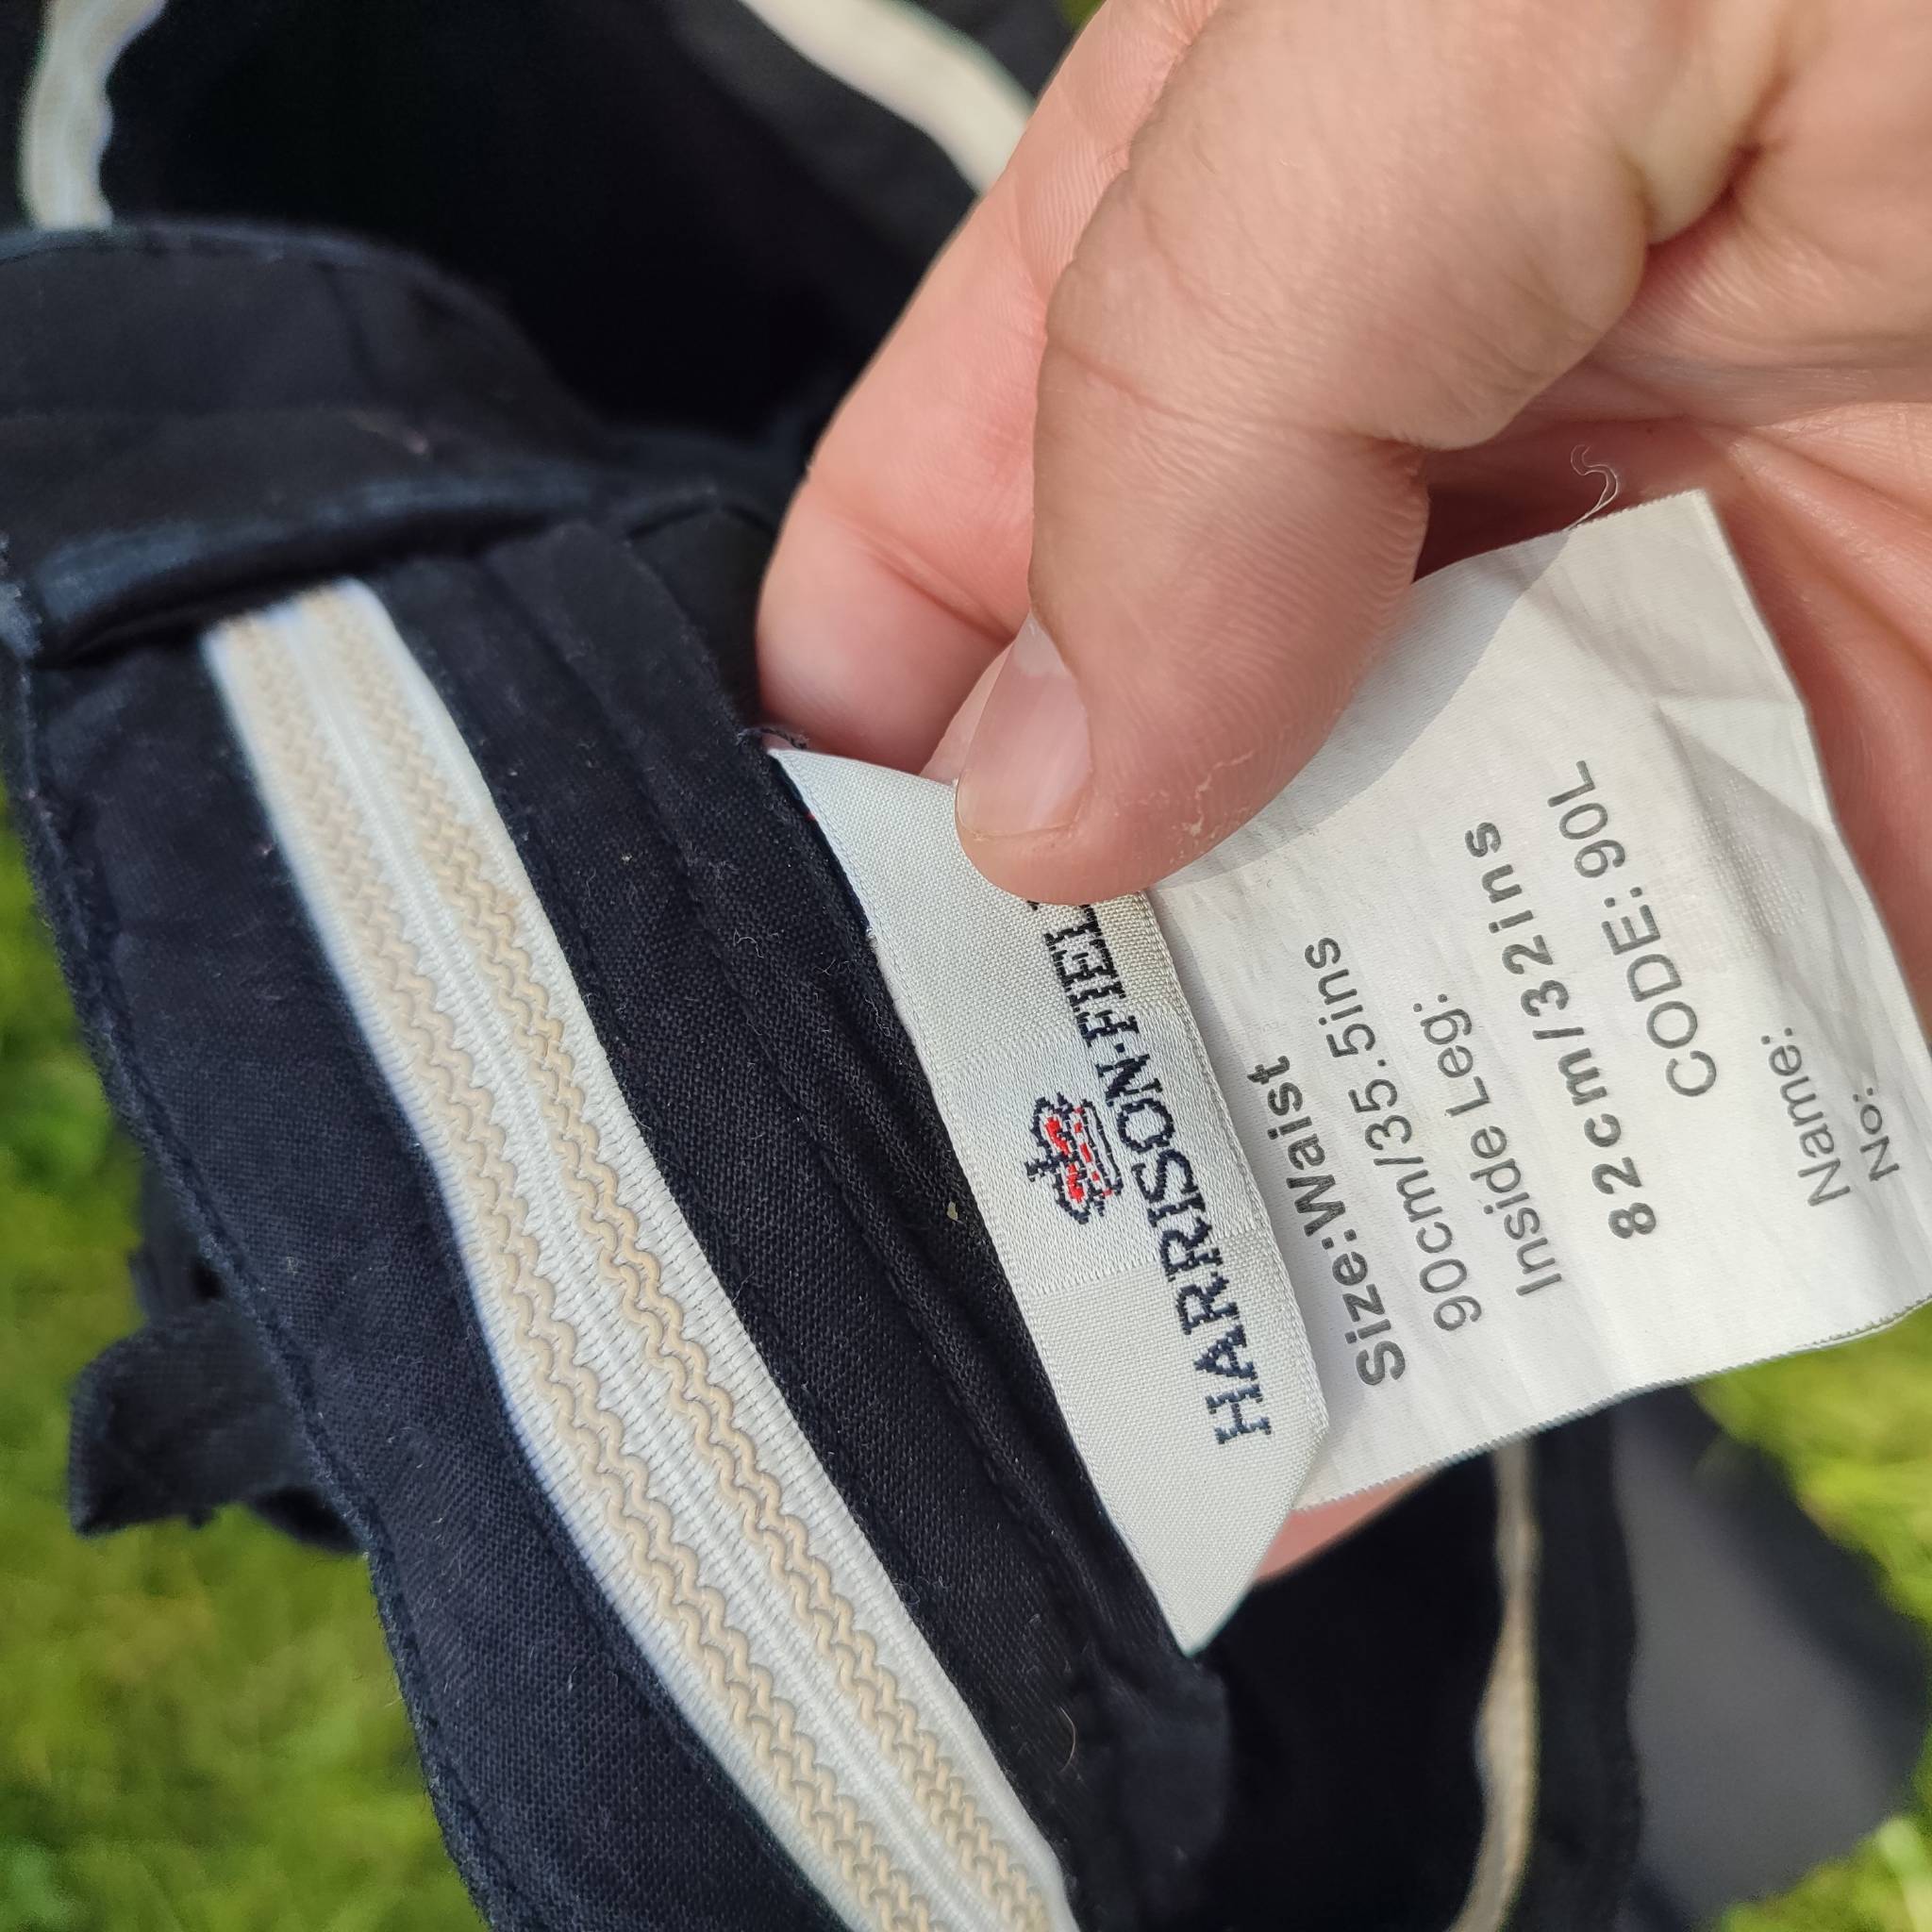 HARRISON·FIEL
Size:Waist
90cm/35.5ins
Inside Leg:
82cm/32ins
CODE:90L
Name:
No: